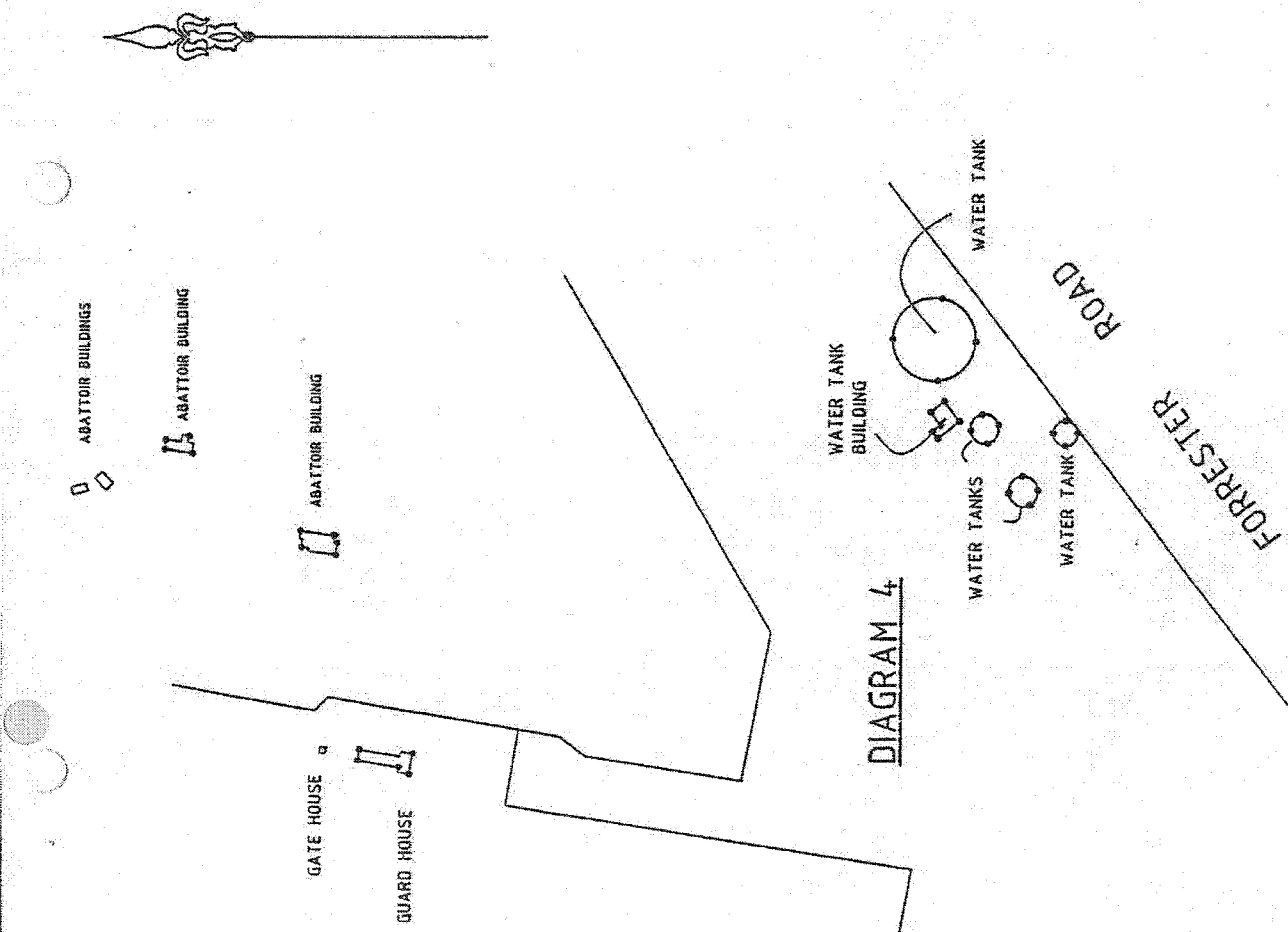 ABATTOIR BUILDINGS
ABATTOIR BUILDING
ABATTOIR BUILDING
GATE HOUSE
GUARD HOUSE
WATER TANK
BUILDING
WATER TANK
WATER TANKS
WATER TANK
DIAGRAM 4
FORRESTER ROAD